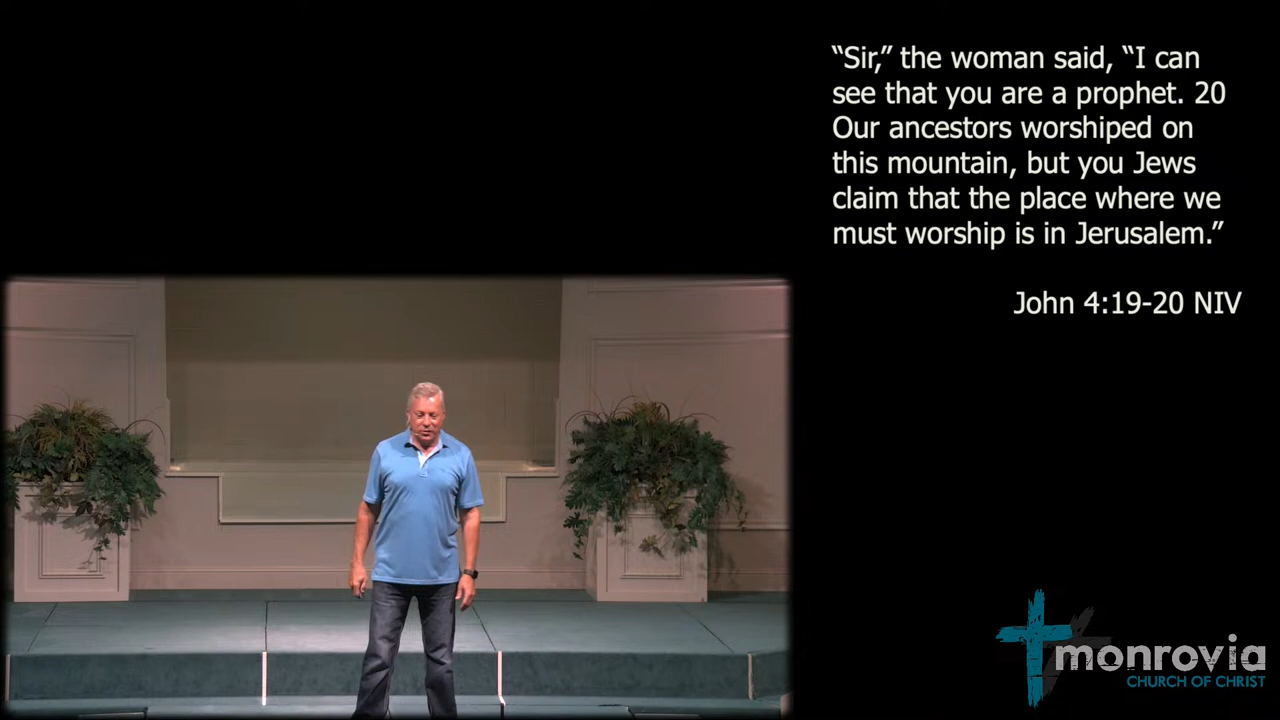 “Sir,” the woman said, “I can
see that you are a prophet. 20
Our ancestors worshiped on
this mountain, but you Jews
claim that the place where we
must worship is in Jerusalem.”
John 4:19-20 NIV
monrovia
CHURCH OF CHRIST